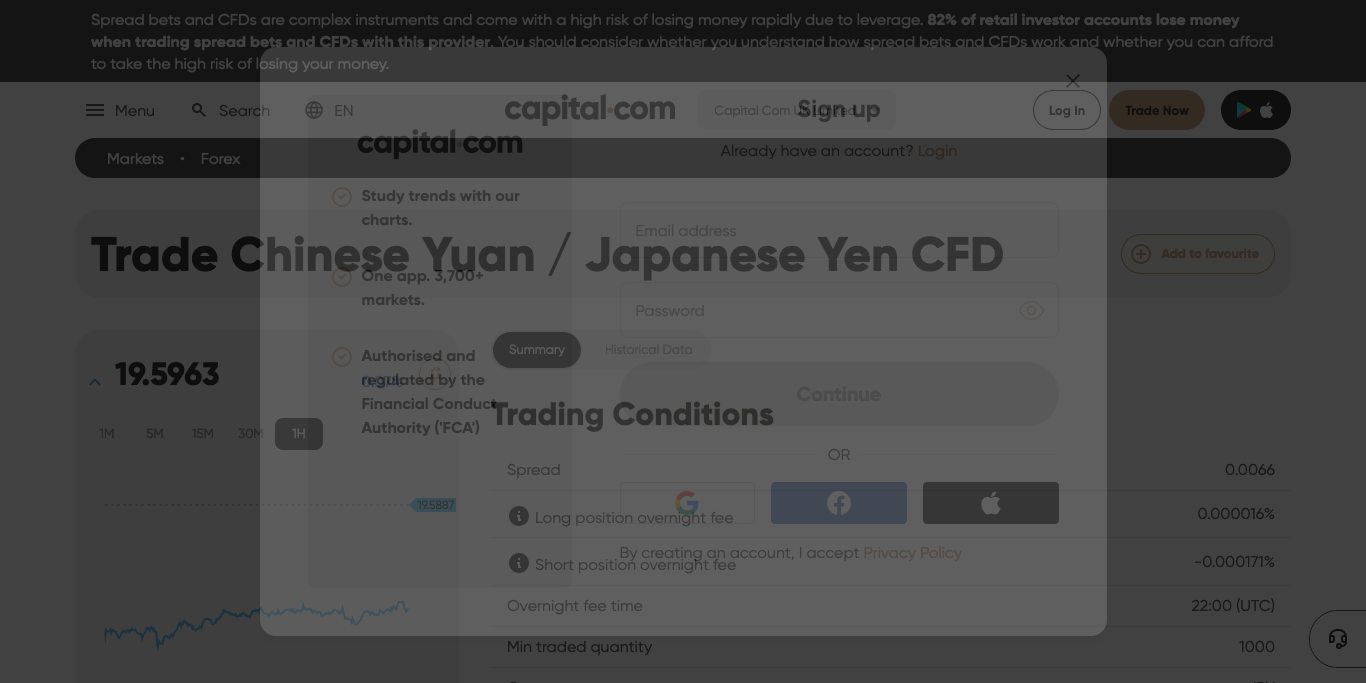 Spread bets and CFDs are complex instruments and come with a high risk of losing money rapidly due to leverage. 82% of retail investor accounts lose money
when trading spread bets and CFDs with this provider. You should consider whether you understand how spread bets and CFDs work and whether you can afford
to take the high risk of losing your money.
Menu
Search
EN
capital.com
Capital Com
Sign up
Log In
Trade Now
capital.com
Already have an account? Login
Markets • Forex
Study trends with our
charts.
Email address
Trade Chinese Yuan / Japanese Yen CFD
Add to favourite
One app. 3,700+
markets.
Password
Summary
Historical Data
Authorised and
regulated by the
Financial Conduct
Authority ('FCA')
19.5963
Continue
Trading Conditions
1M 5M 15M 30M 1H
OR
Spread 0.0066
19.5887
Long position overnight fee 0.000016%
By creating an account, I accept Privacy Policy
Short position overnight fee -0.000171%
Overnight fee time 22:00 (UTC)
Min traded quantity 1000